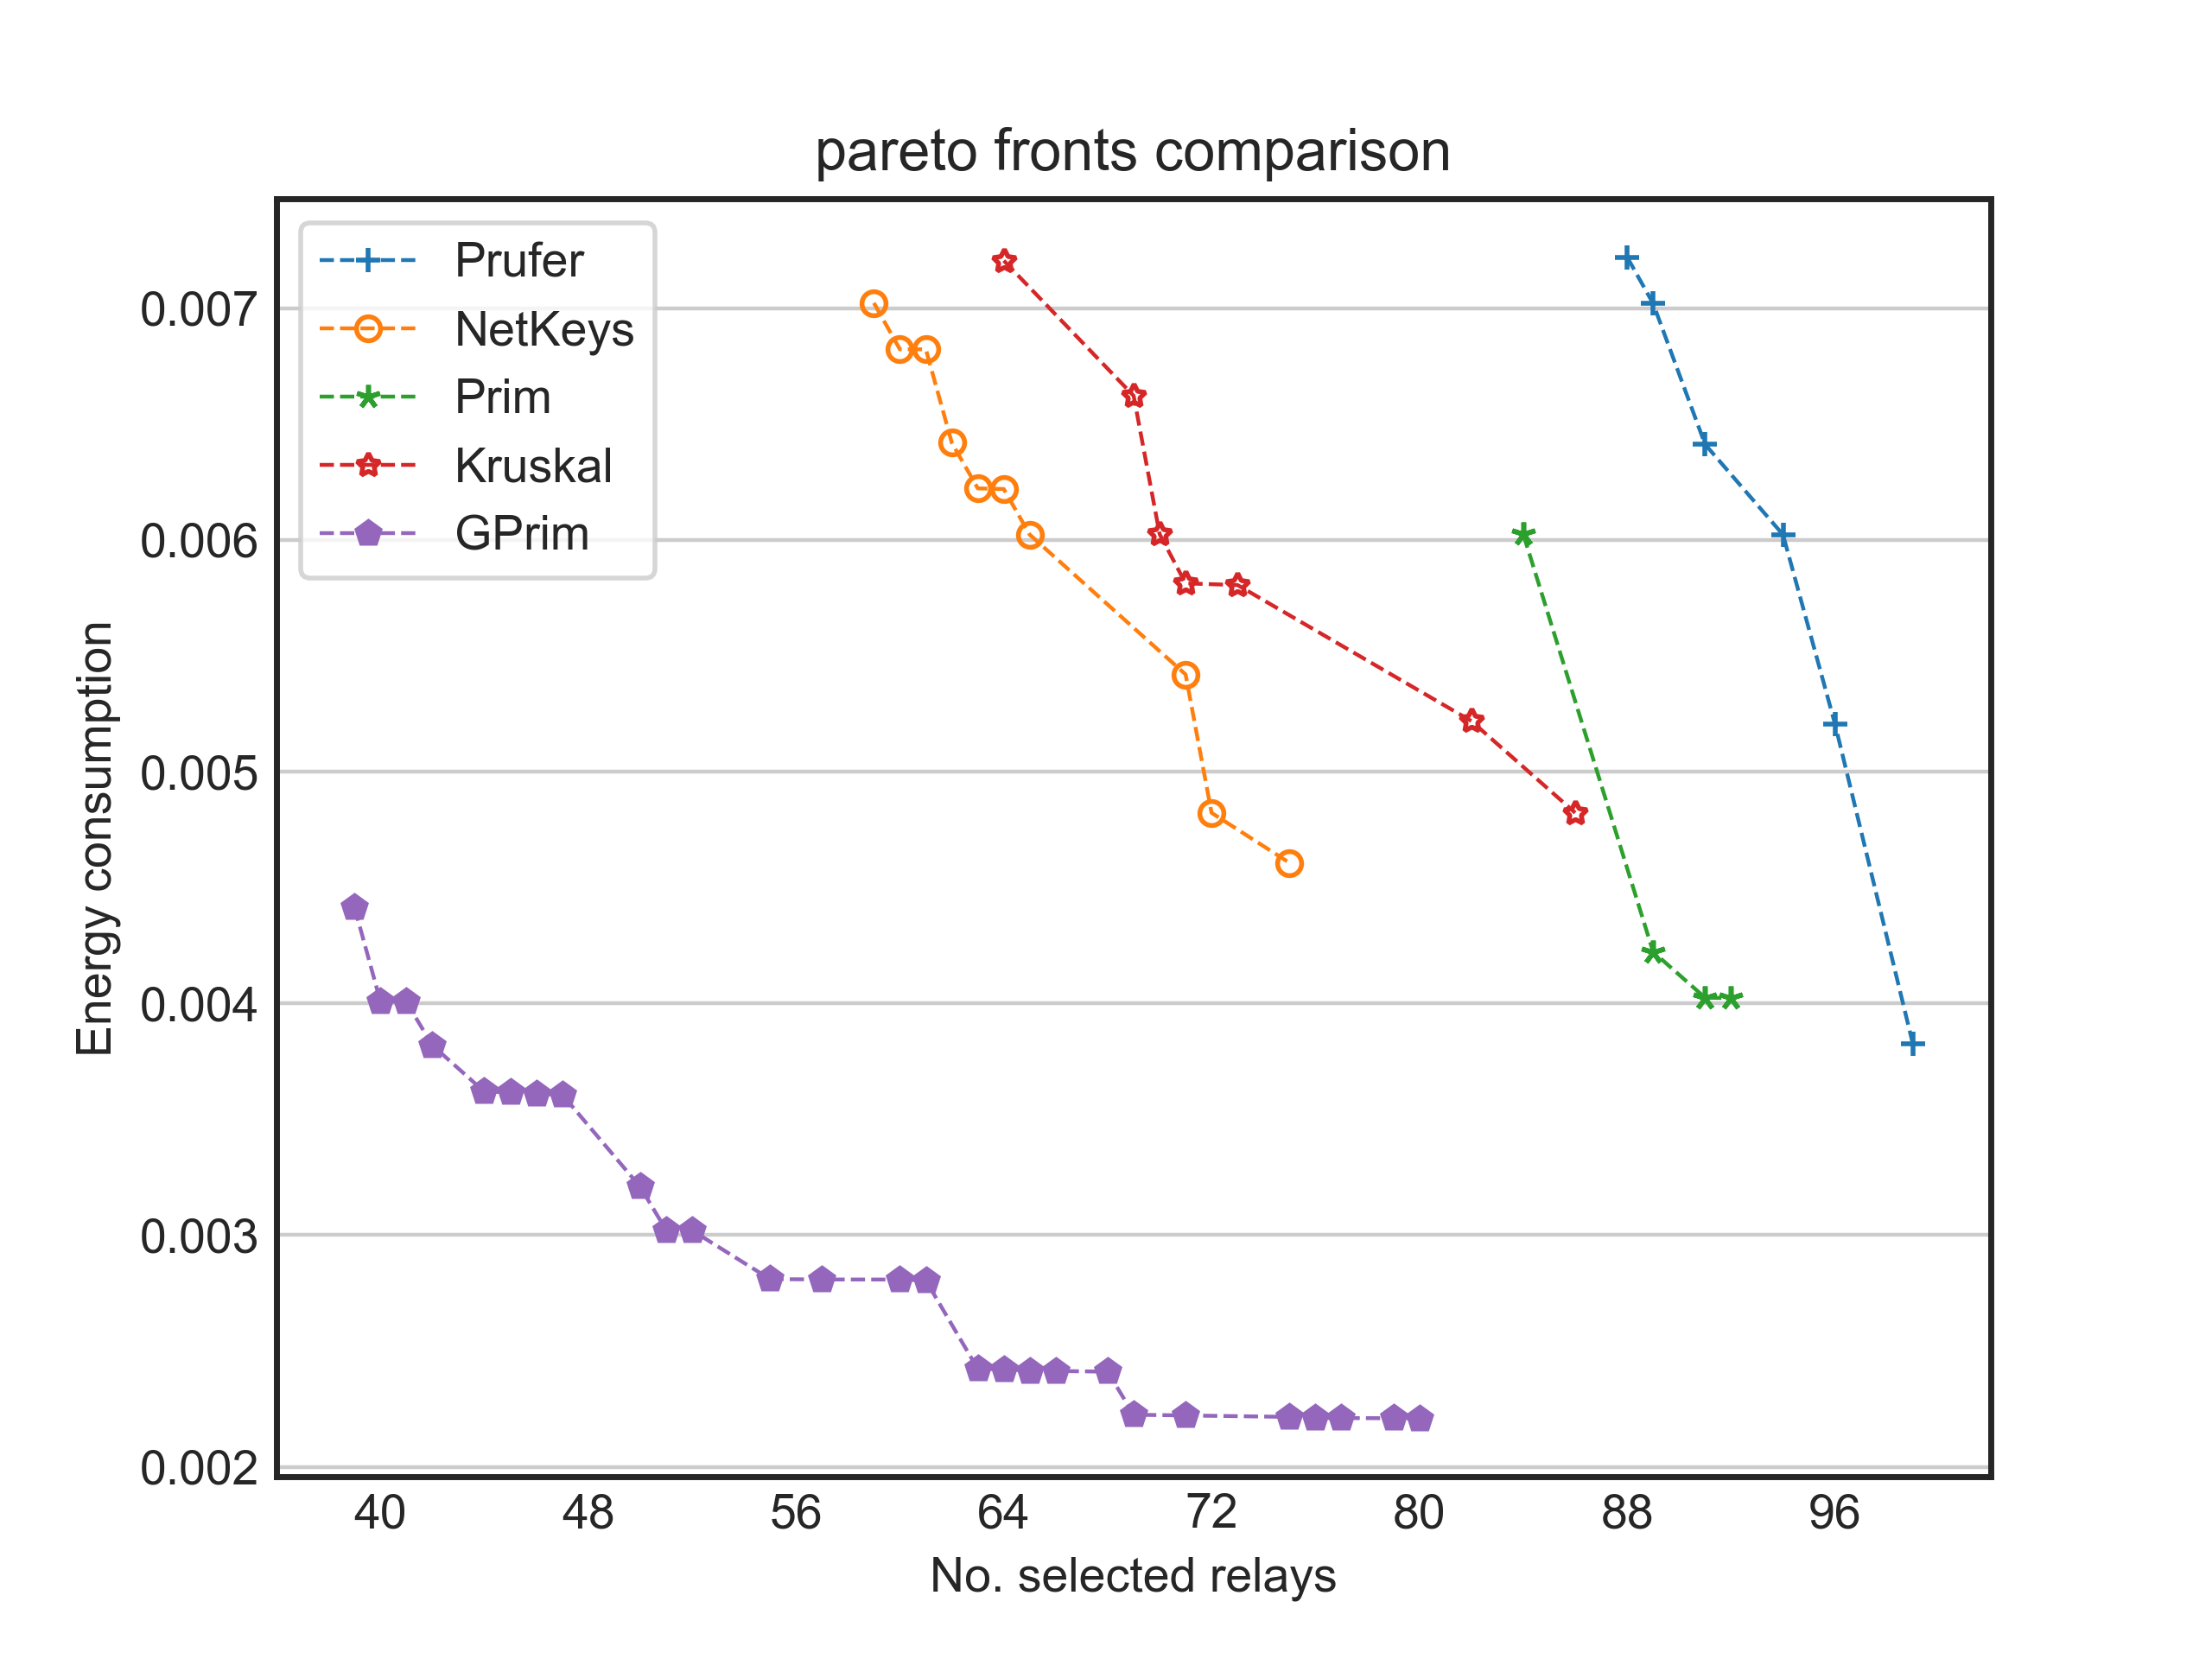 pareto fronts comparison
Prufer
NetKeys
Prim
Kruskal
GPrim
0.007
0.006
0.005
0.004
0.003
0.002
Energy consumption
40 48 56 64 72 80 88 96
No. selected relays